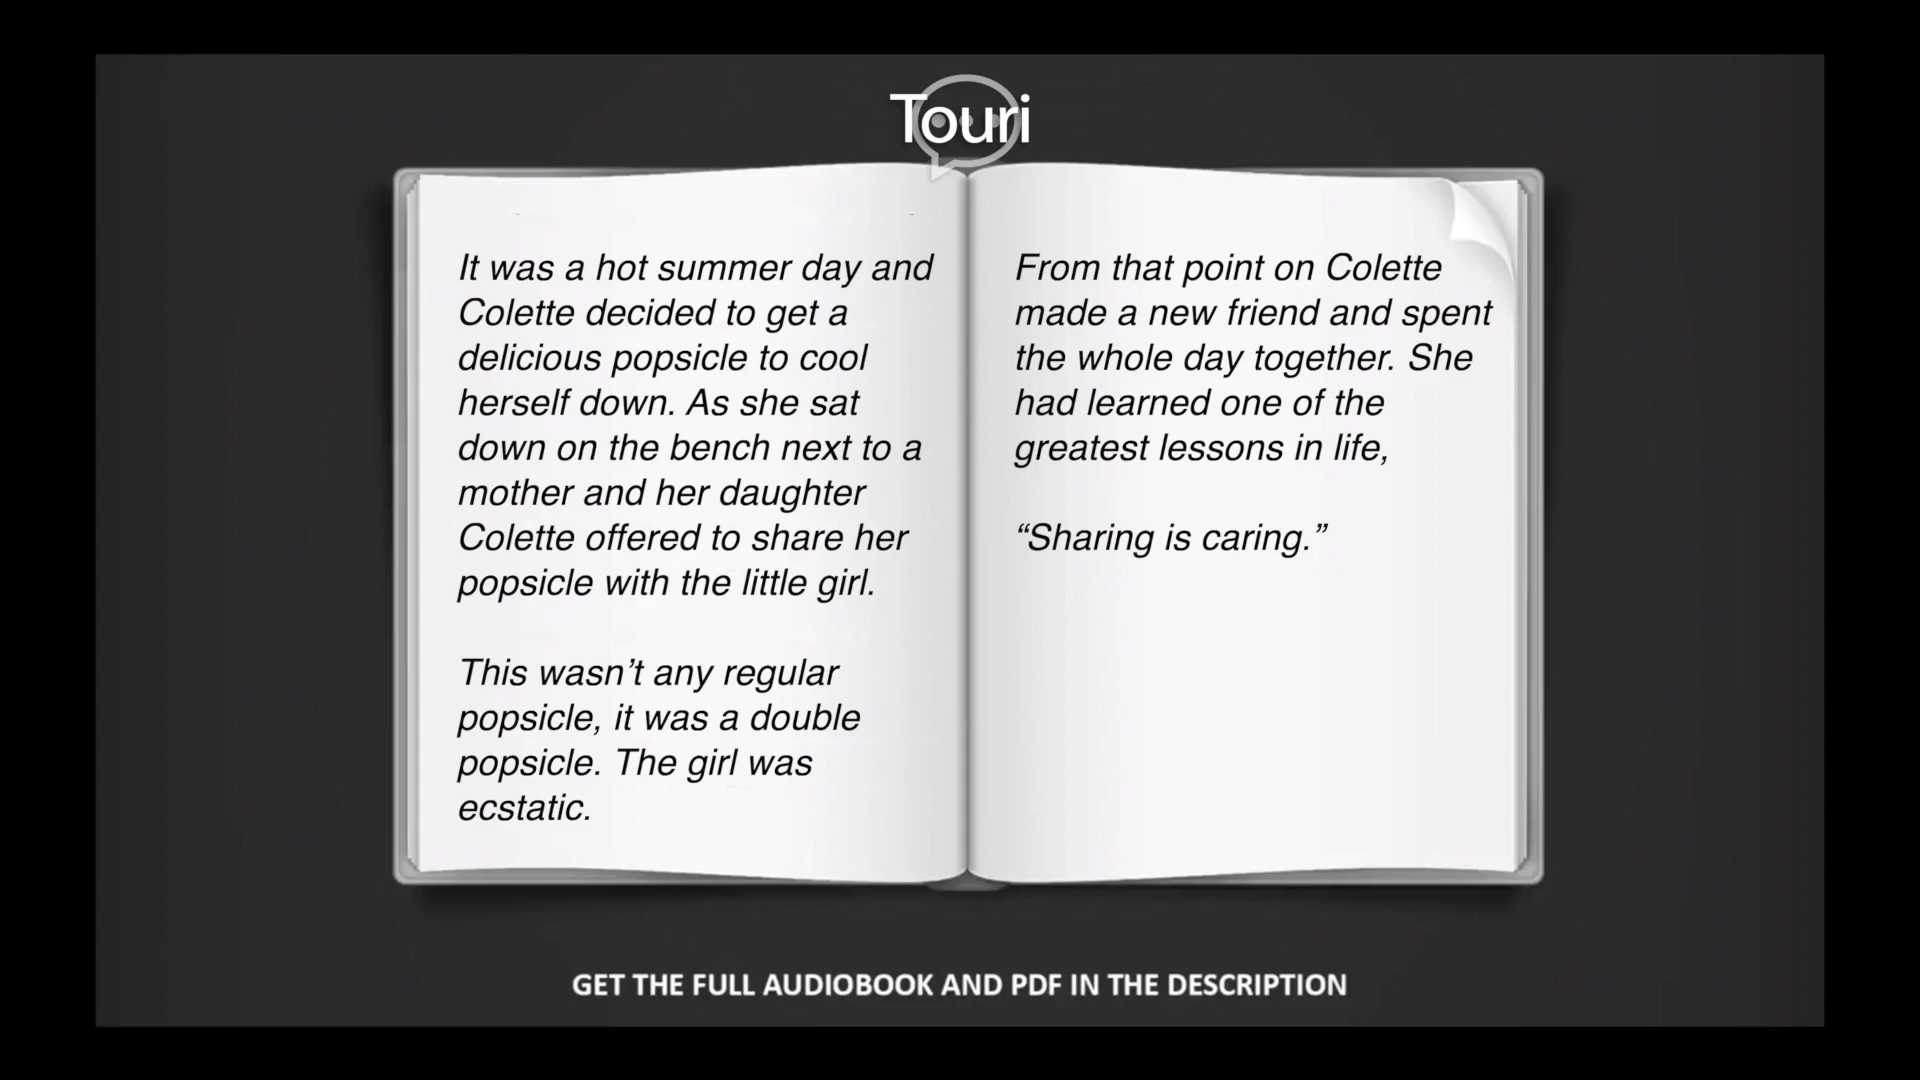 Touri
It was a hot summer day and
Colette decided to get a
delicious popsicle to cool
herself down. As she sat
down on the bench next to a
mother and her daughter
Colette offered to share her
popsicle with the little girl.
This wasn’t any regular
popsicle, it was a double
popsicle. The girl was
ecstatic.
From that point on Colette
made a new friend and spent
the whole day together. She
had learned one of the
greatest lessons in life,
“Sharing is caring.”
GET THE FULL AUDIOBOOK AND PDF IN THE DESCRIPTION